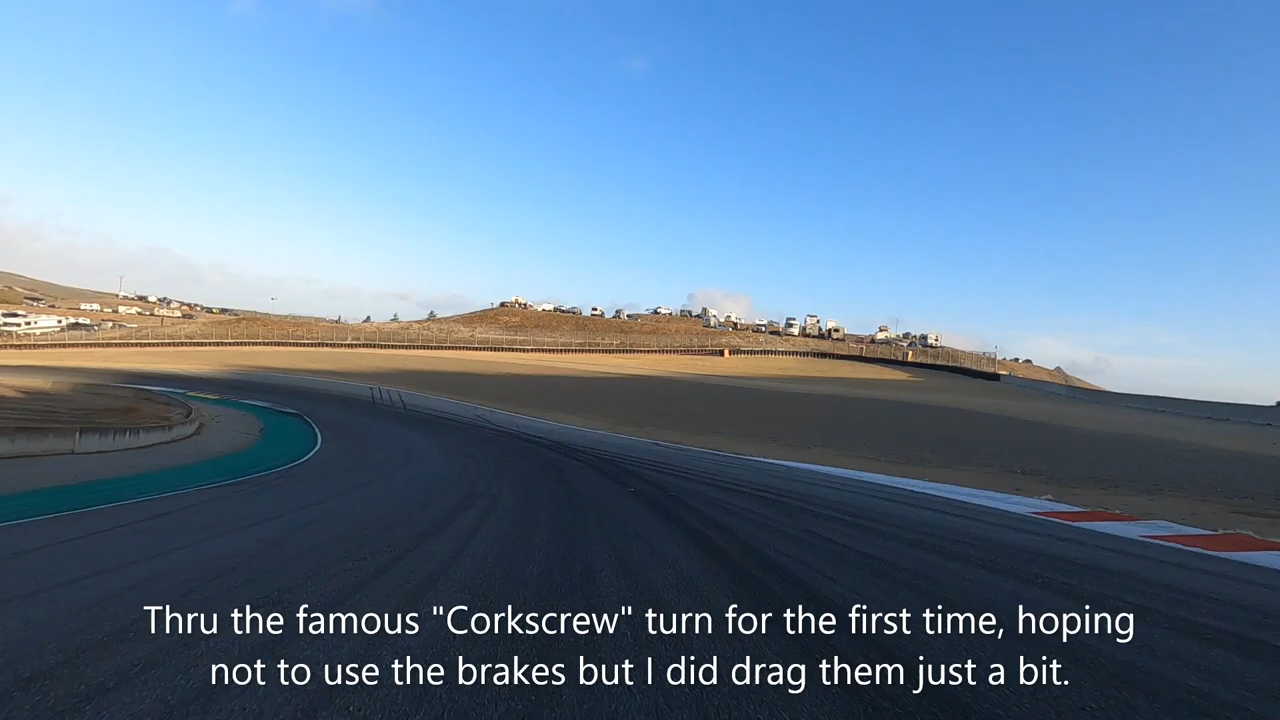 Thru the famous "Corkscrew" turn for the first time, hoping
not to use the brakes but I did drag them just a bit.